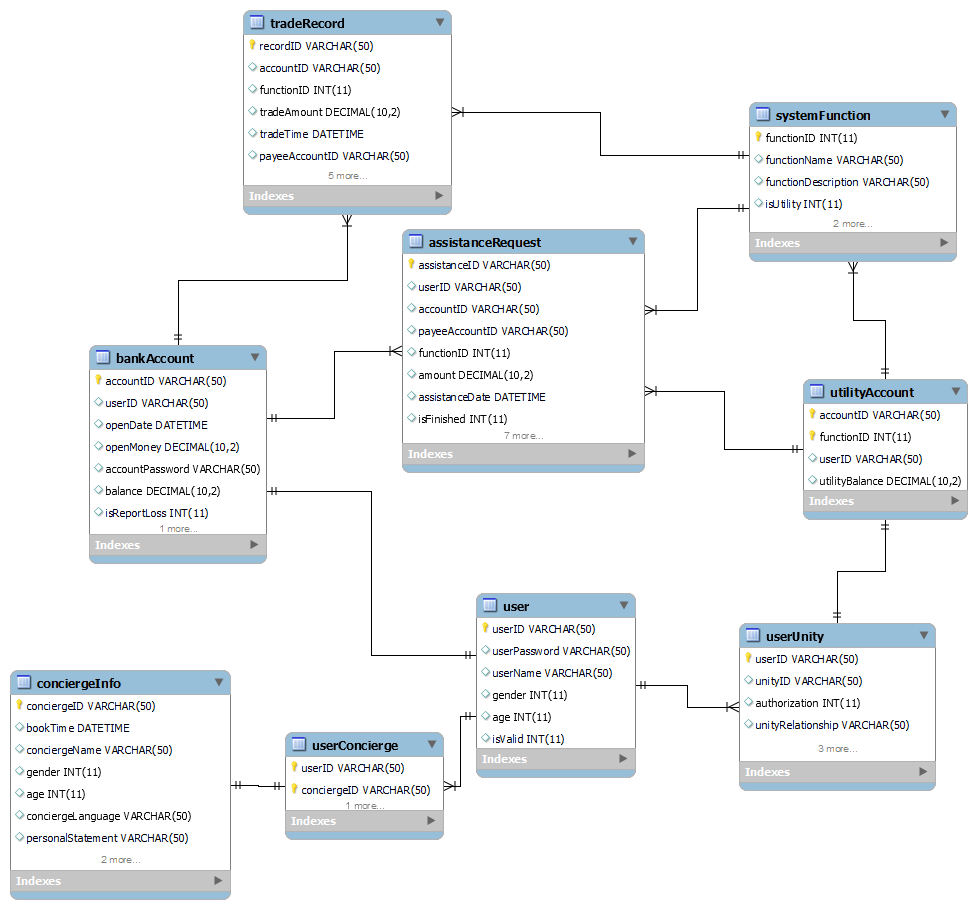 tradeRecord
recordID VARCHAR(50)
accountID VARCHAR(50)
functionID INT(11)
tradeAmount DECIMAL(10,2)
tradeTime DATETIME
payeeAccountID VARCHAR(50)
5 more...
Indexes
systemFunction
functionID INT(11)
functionName VARCHAR(50)
functionDescription VARCHAR(50)
isUtility INT(11)
2 more...
Indexes
assistanceRequest
assistanceID VARCHAR(50)
userID VARCHAR(50)
accountID VARCHAR(50)
payeeAccountID VARCHAR(50)
functionID INT(11)
amount DECIMAL(10,2)
assistanceDate DATETIME
isFinished INT(11)
7 more...
Indexes
bankAccount
accountID VARCHAR(50)
userID VARCHAR(50)
openDate DATETIME
openMoney DECIMAL(10,2)
accountPassword VARCHAR(50)
balance DECIMAL(10,2)
isReportLoss INT(11)
1 more...
Indexes
utilityAccount
accountID VARCHAR(50)
functionID INT(11)
userID VARCHAR(50)
utilityBalance DECIMAL(10,2)
Indexes
user
userID VARCHAR(50)
userPassword VARCHAR(50)
userName VARCHAR(50)
gender INT(11)
age INT(11)
isValid INT(11)
Indexes
userUnity
userID VARCHAR(50)
unityID VARCHAR(50)
authorization INT(11)
unityRelationship VARCHAR(50)
3 more...
Indexes
conciergeInfo
conciergeID VARCHAR(50)
bookTime DATETIME
conciergeName VARCHAR(50)
gender INT(11)
age INT(11)
conciergeLanguage VARCHAR(50)
personalStatement VARCHAR(50)
2 more...
Indexes
userConcierge
userID VARCHAR(50)
conciergeID VARCHAR(50)
1 more...
Indexes